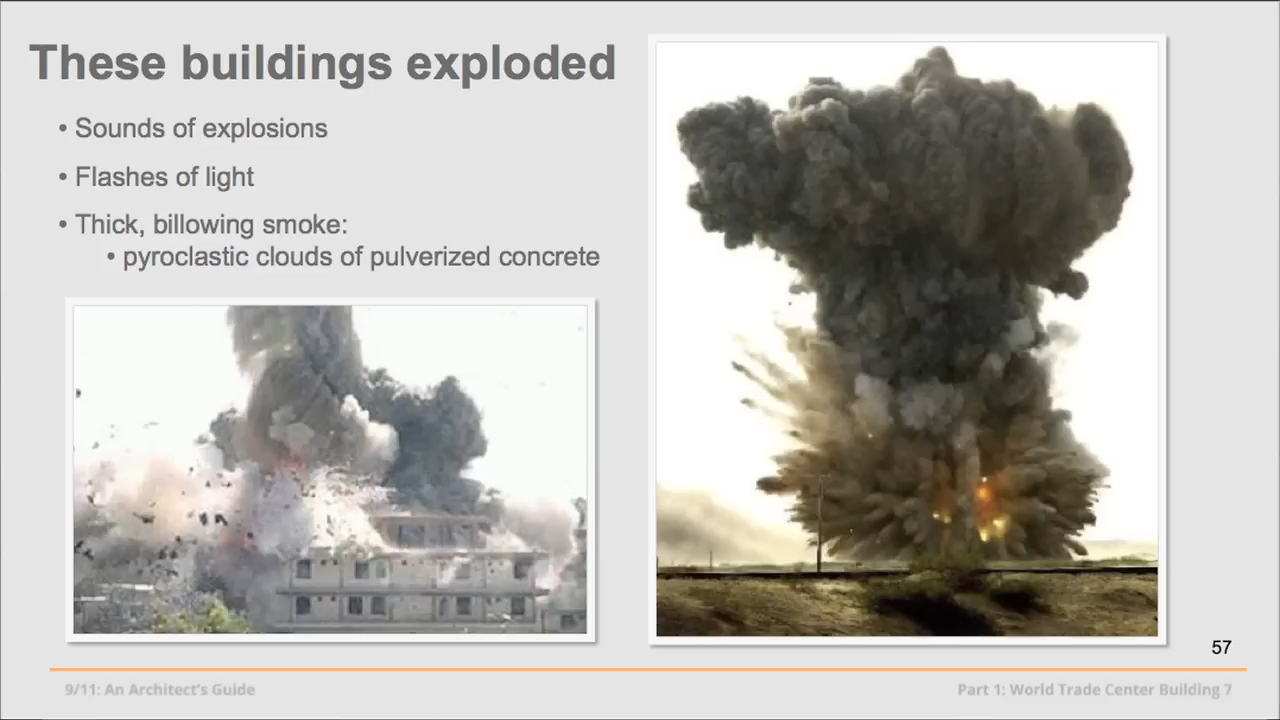 These buildings exploded
• Sounds of explosions
• Flashes of light
• Thick, billowing smoke:
• pyroclastic clouds of pulverized concrete
57
9/11: An Architect's Guide
Part 1: World Trade Center Building 7